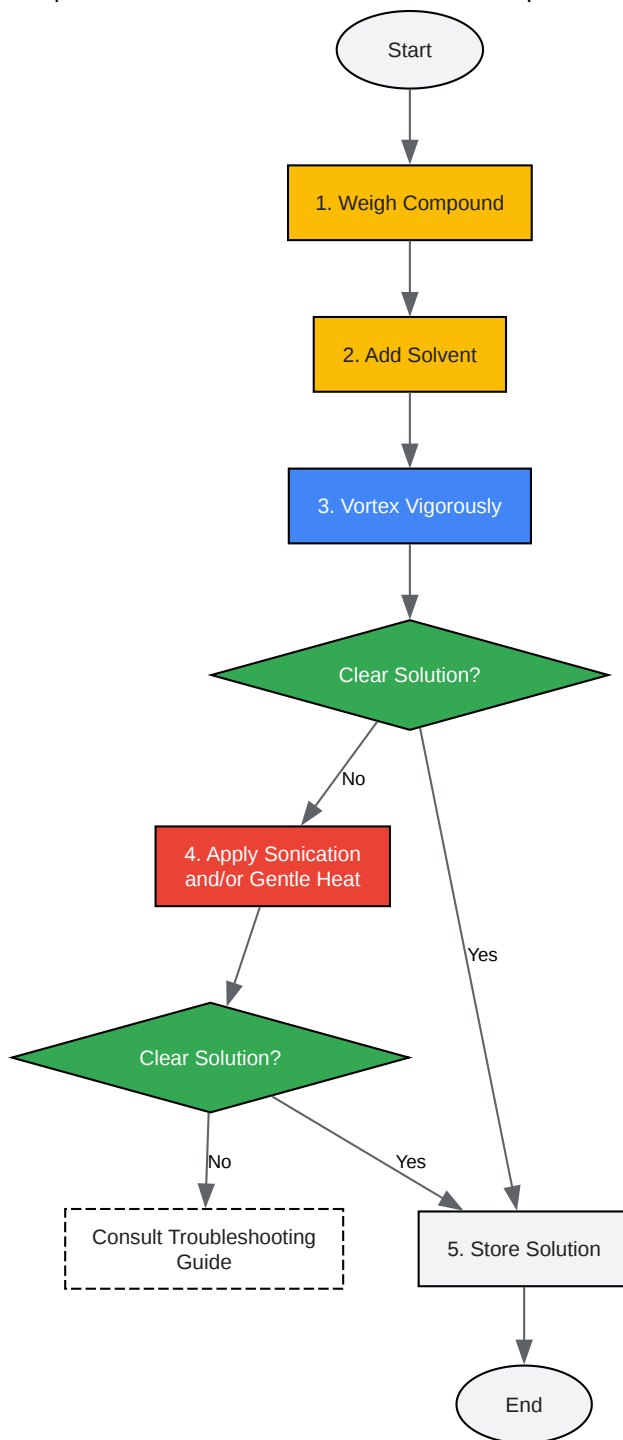 Start
1. Weigh Compound
2. Add Solvent
3. Vortex Vigorously
Clear Solution?
No
4. Apply Sonication
and/or Gentle Heat
Yes
Clear Solution?
No
Yes
Consult Troubleshooting
Guide
5. Store Solution
End